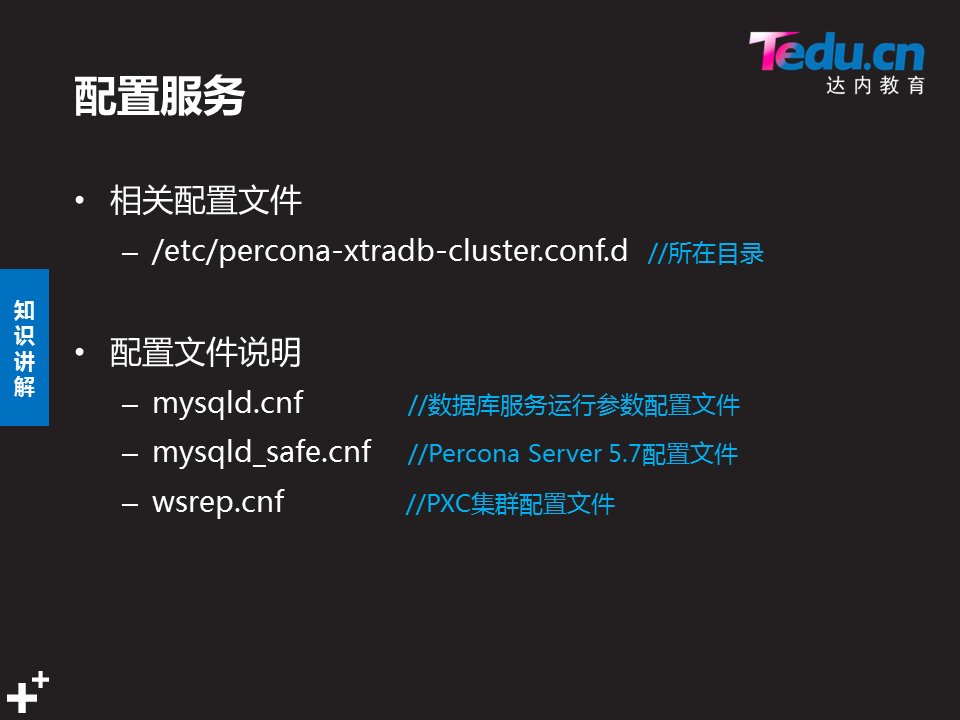 Tedu.cn
达内教育
配置服务
• 相关配置文件
– /etc/percona-xtradb-cluster.conf.d //所在目录
知识讲解
• 配置文件说明
– mysqld.cnf //数据库服务运行参数配置文件
– mysqld_safe.cnf //Percona Server 5.7配置文件
– wsrep.cnf //PXC集群配置文件